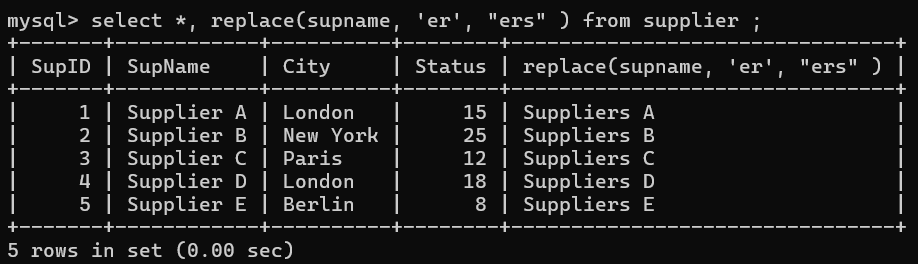 mysql> select *, replace(supname, 'er', "ers" ) from supplier ;
+-------+------------+----------+--------+--------------------------------+
| SupID | SupName    | City     | Status | replace(supname, 'er', "ers" ) |
+-------+------------+----------+--------+--------------------------------+
|     1 | Supplier A | London   |     15 | Suppliers A                    |
|     2 | Supplier B | New York |     25 | Suppliers B                    |
|     3 | Supplier C | Paris    |     12 | Suppliers C                    |
|     4 | Supplier D | London   |     18 | Suppliers D                    |
|     5 | Supplier E | Berlin   |      8 | Suppliers E                    |
+-------+------------+----------+--------+--------------------------------+
5 rows in set (0.00 sec)